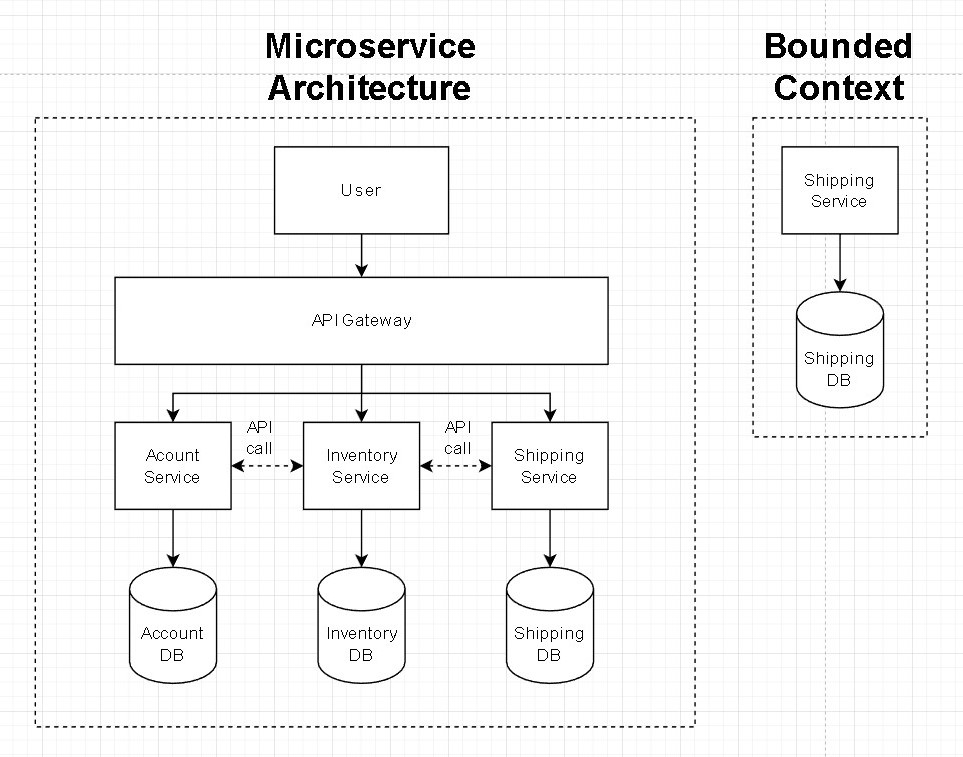 Microservice
Architecture
Bounded
Context
User
Shipping
Service
API Gateway
Shipping
DB
API
call
API
call
Acount
Service
Inventory
Service
Shipping
Service
Account
DB
Inventory
DB
Shipping
DB